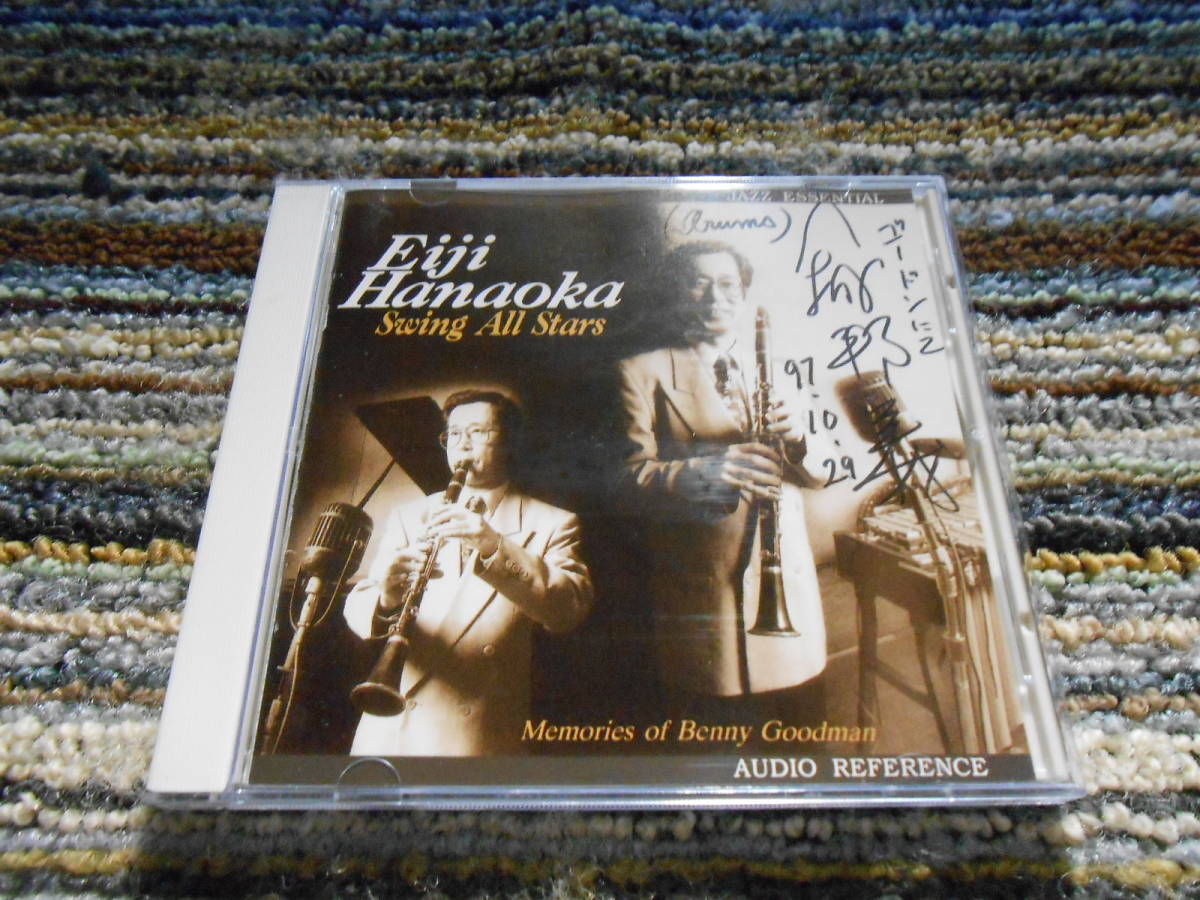 JAZZ ESSENTIAL
Eiji
Hanaoka
Swing All Stars
(Drums)
ゴードンにて
97.10.29
Memories of Benny Goodman
AUDIO REFERENCE